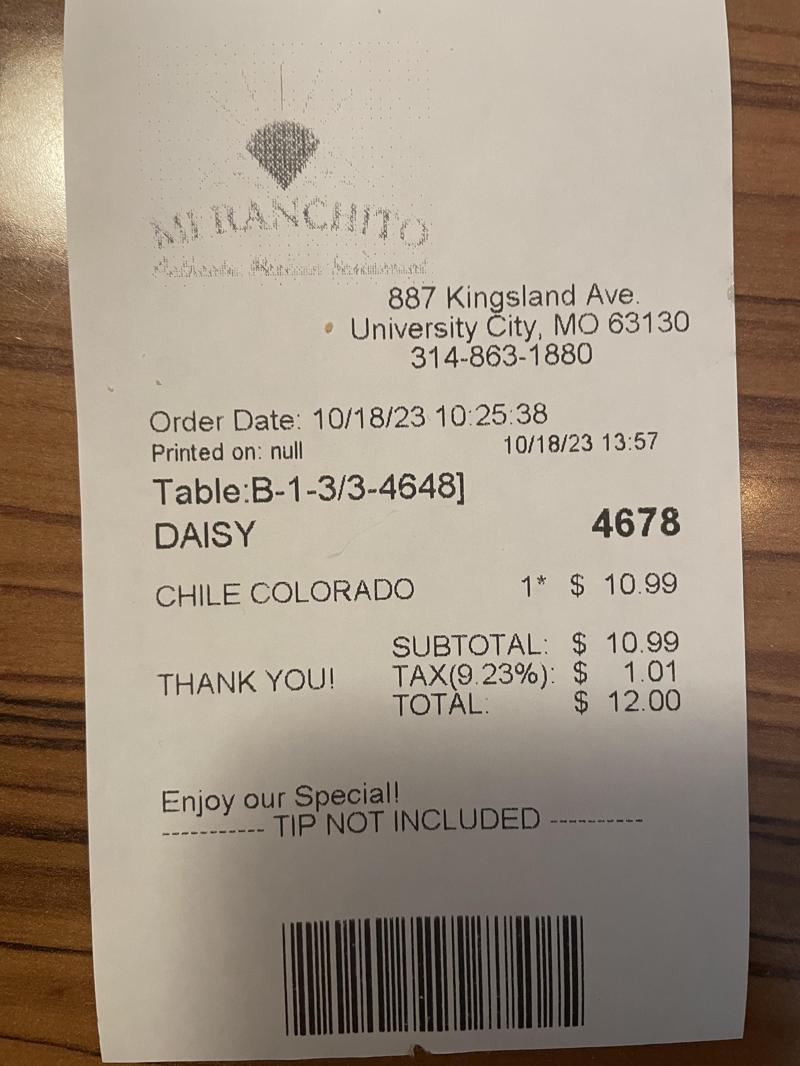 MI RANCHITO
Authentic Mexican Restaurant
887 Kingsland Ave.
University City, MO 63130
314-863-1880
Order Date: 10/18/23 10:25:38
Printed on: null 10/18/23 13:57
Table:B-1-3/3-4648]
DAISY 4678
CHILE COLORADO 1* $ 10.99
SUBTOTAL: $ 10.99
THANK YOU! TAX(9.23%): $ 1.01
TOTAL: $ 12.00
Enjoy our Special!
----------- TIP NOT INCLUDED ----------